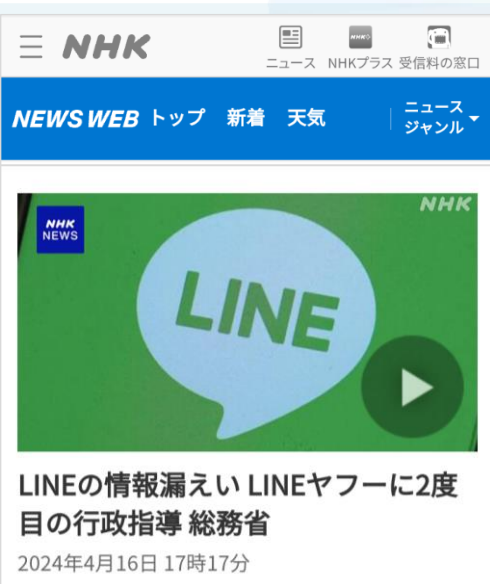 NHK
ニュース
NHKプラス
受信料の窓口
NEWS WEB トップ 新着 天気
ニュース
ジャンル
NHK
NHK
NEWS
LINE
LINEの情報漏えい LINEヤフーに2度
目の行政指導 総務省
2024年4月16日 17時17分